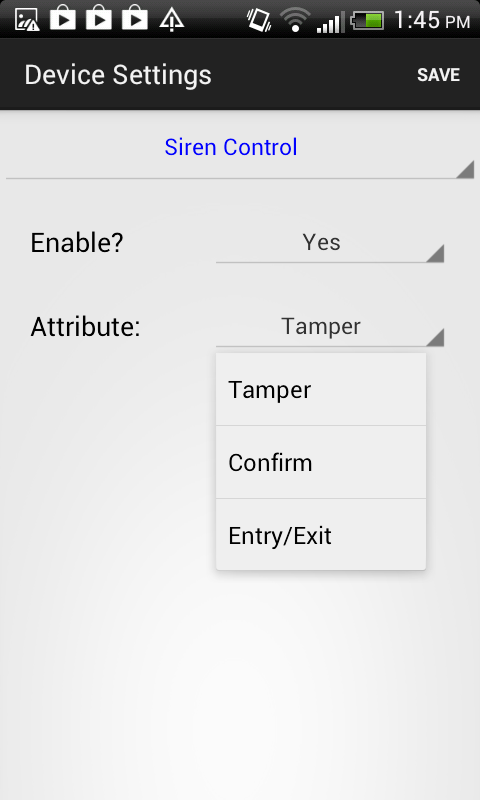 1:45 PM
Device Settings
SAVE
Siren Control
Enable?
Yes
Attribute:
Tamper
Tamper
Confirm
Entry/Exit